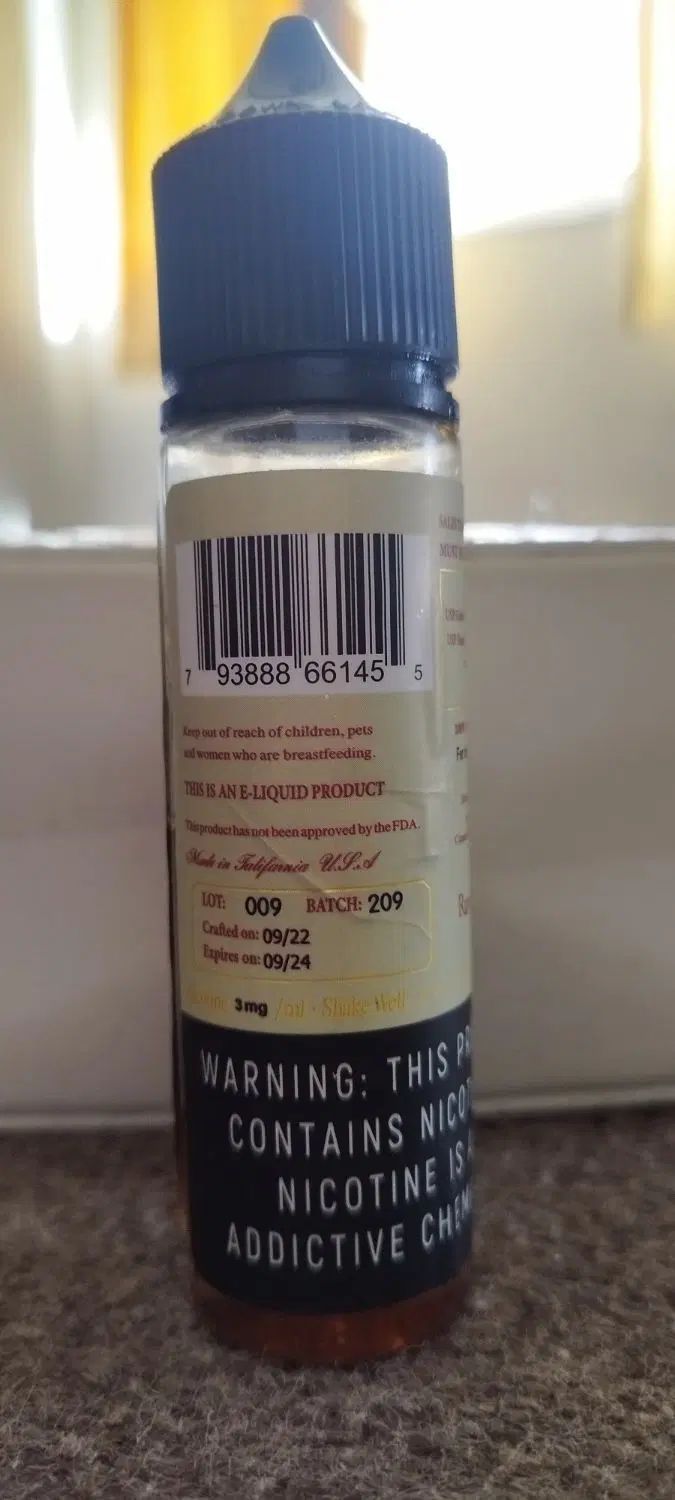 7 93888 66145 5
Keep out of reach of children, pets
and women who are breastfeeding.
THIS IS AN E-LIQUID PRODUCT
This product has not been approved by the FDA.
Made in Talifarnia U.S.A
LOT: 009 BATCH: 209
Crafted on: 09/22
Expires on: 09/24
3mg /ml · Shake Well
WARNING: THIS PR
CONTAINS NICOT
NICOTINE IS A
ADDICTIVE CHEM